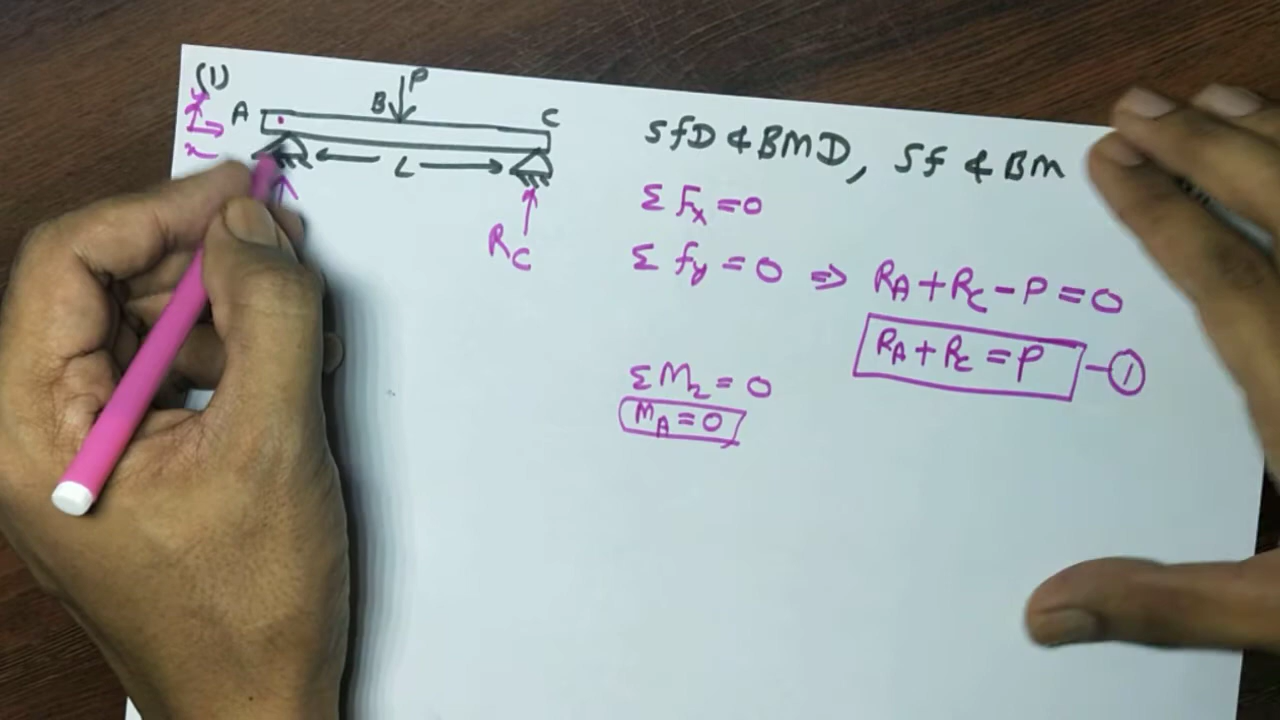 (1)
P
A B C
SfD & BMD, Sf & BM
y
x
L
RC
Σ fx = 0
Σ fy = 0 ⇒ RA + RC - P = 0
RA + RC = P - ①
Σ Mz = 0
MA = 0